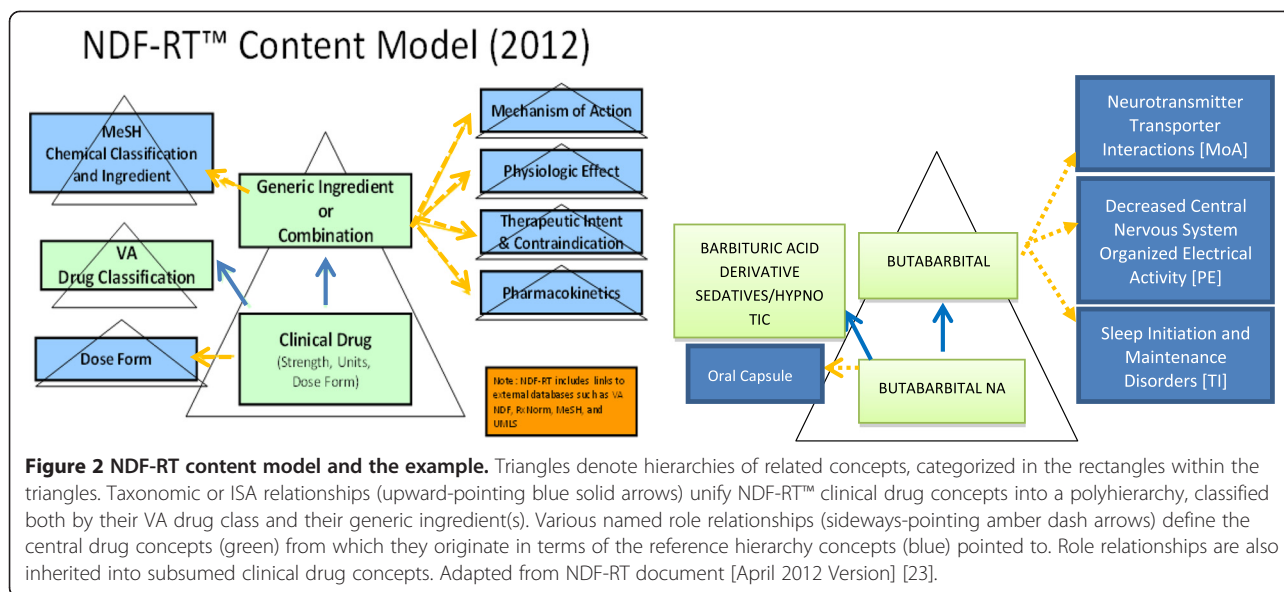 NDF-RT™ Content Model (2012)
MeSH
Chemical Classification
and Ingredient
VA
Drug Classification
Dose Form
Generic Ingredient
or
Combination
Clinical Drug
(Strength, Units,
Dose Form)
Mechanism of Action
Physiologic Effect
Therapeutic Intent
& Contraindication
Pharmacokinetics
Note: NDF-RT includes links to
external databases such as VA
NDF, RxNorm, MeSH, and
UMLS
BARBITURIC ACID
DERIVATIVE
SEDATIVES/HYPNO
TIC
Oral Capsule
BUTABARBITAL
BUTABARBITAL NA
Neurotransmitter
Transporter
Interactions [MoA]
Decreased Central
Nervous System
Organized Electrical
Activity [PE]
Sleep Initiation and
Maintenance
Disorders [TI]
Figure 2 NDF-RT content model and the example. Triangles denote hierarchies of related concepts, categorized in the rectangles within the
triangles. Taxonomic or ISA relationships (upward-pointing blue solid arrows) unify NDF-RT™ clinical drug concepts into a polyhierarchy, classified
both by their VA drug class and their generic ingredient(s). Various named role relationships (sideways-pointing amber dash arrows) define the
central drug concepts (green) from which they originate in terms of the reference hierarchy concepts (blue) pointed to. Role relationships are also
inherited into subsumed clinical drug concepts. Adapted from NDF-RT document [April 2012 Version] [23].